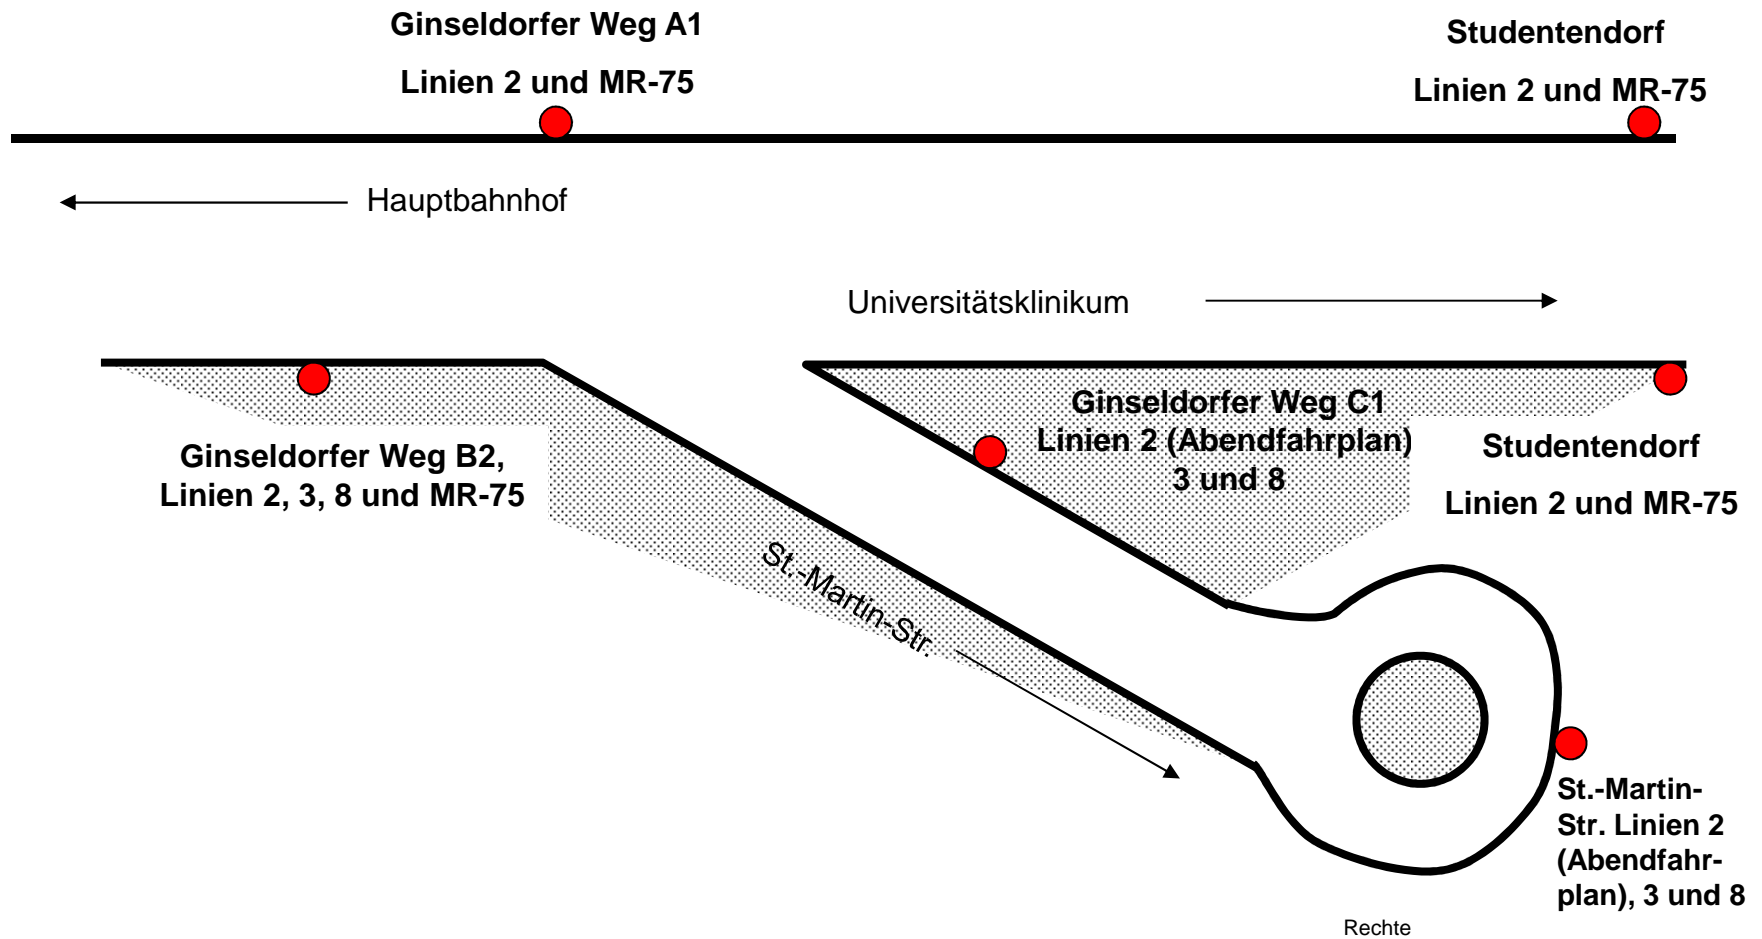 Ginseldorfer Weg A1
Linien 2 und MR-75
Studentendorf
Linien 2 und MR-75
Hauptbahnhof
Universitätsklinikum
Ginseldorfer Weg B2,
Linien 2, 3, 8 und MR-75
Ginseldorfer Weg C1
Linien 2 (Abendfahrplan)
3 und 8
Studentendorf
Linien 2 und MR-75
St.-Martin-Str.
St.-Martin-
Str. Linien 2
(Abendfahr-
plan), 3 und 8
Rechte